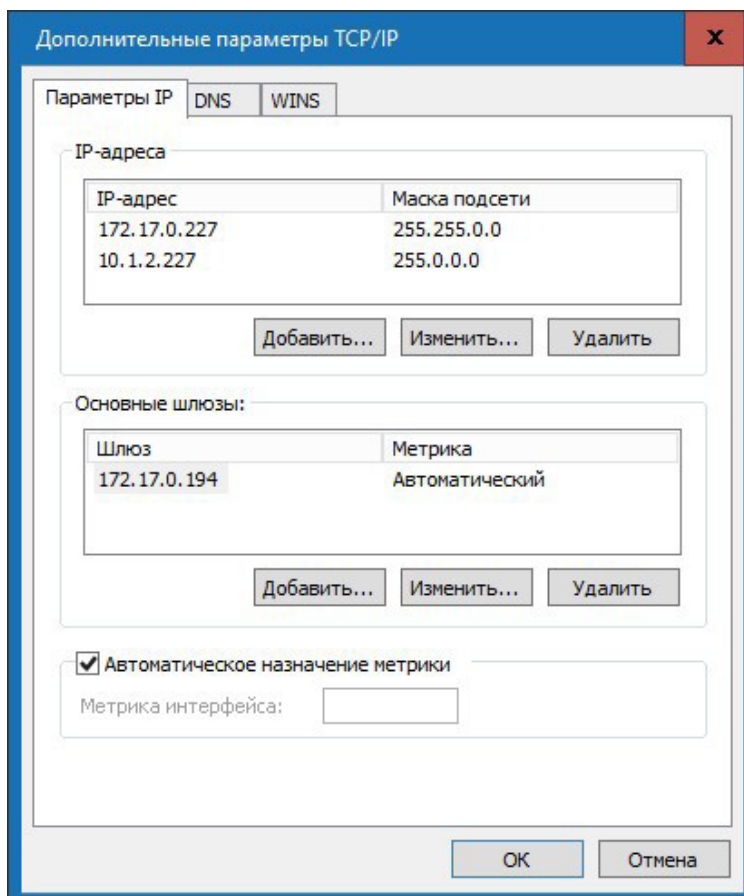 Дополнительные параметры TCP/IP
Параметры IP DNS WINS
IP-адреса
IP-адрес Маска подсети
172.17.0.227 255.255.0.0
10.1.2.227 255.0.0.0
Добавить... Изменить... Удалить
Основные шлюзы:
Шлюз Метрика
172.17.0.194 Автоматический
Добавить... Изменить... Удалить
Автоматическое назначение метрики
Метрика интерфейса:
ОК Отмена